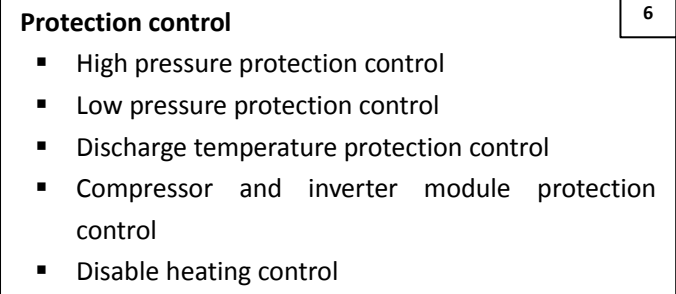 Protection control
6
▪ High pressure protection control
▪ Low pressure protection control
▪ Discharge temperature protection control
▪ Compressor and inverter module protection
control
▪ Disable heating control